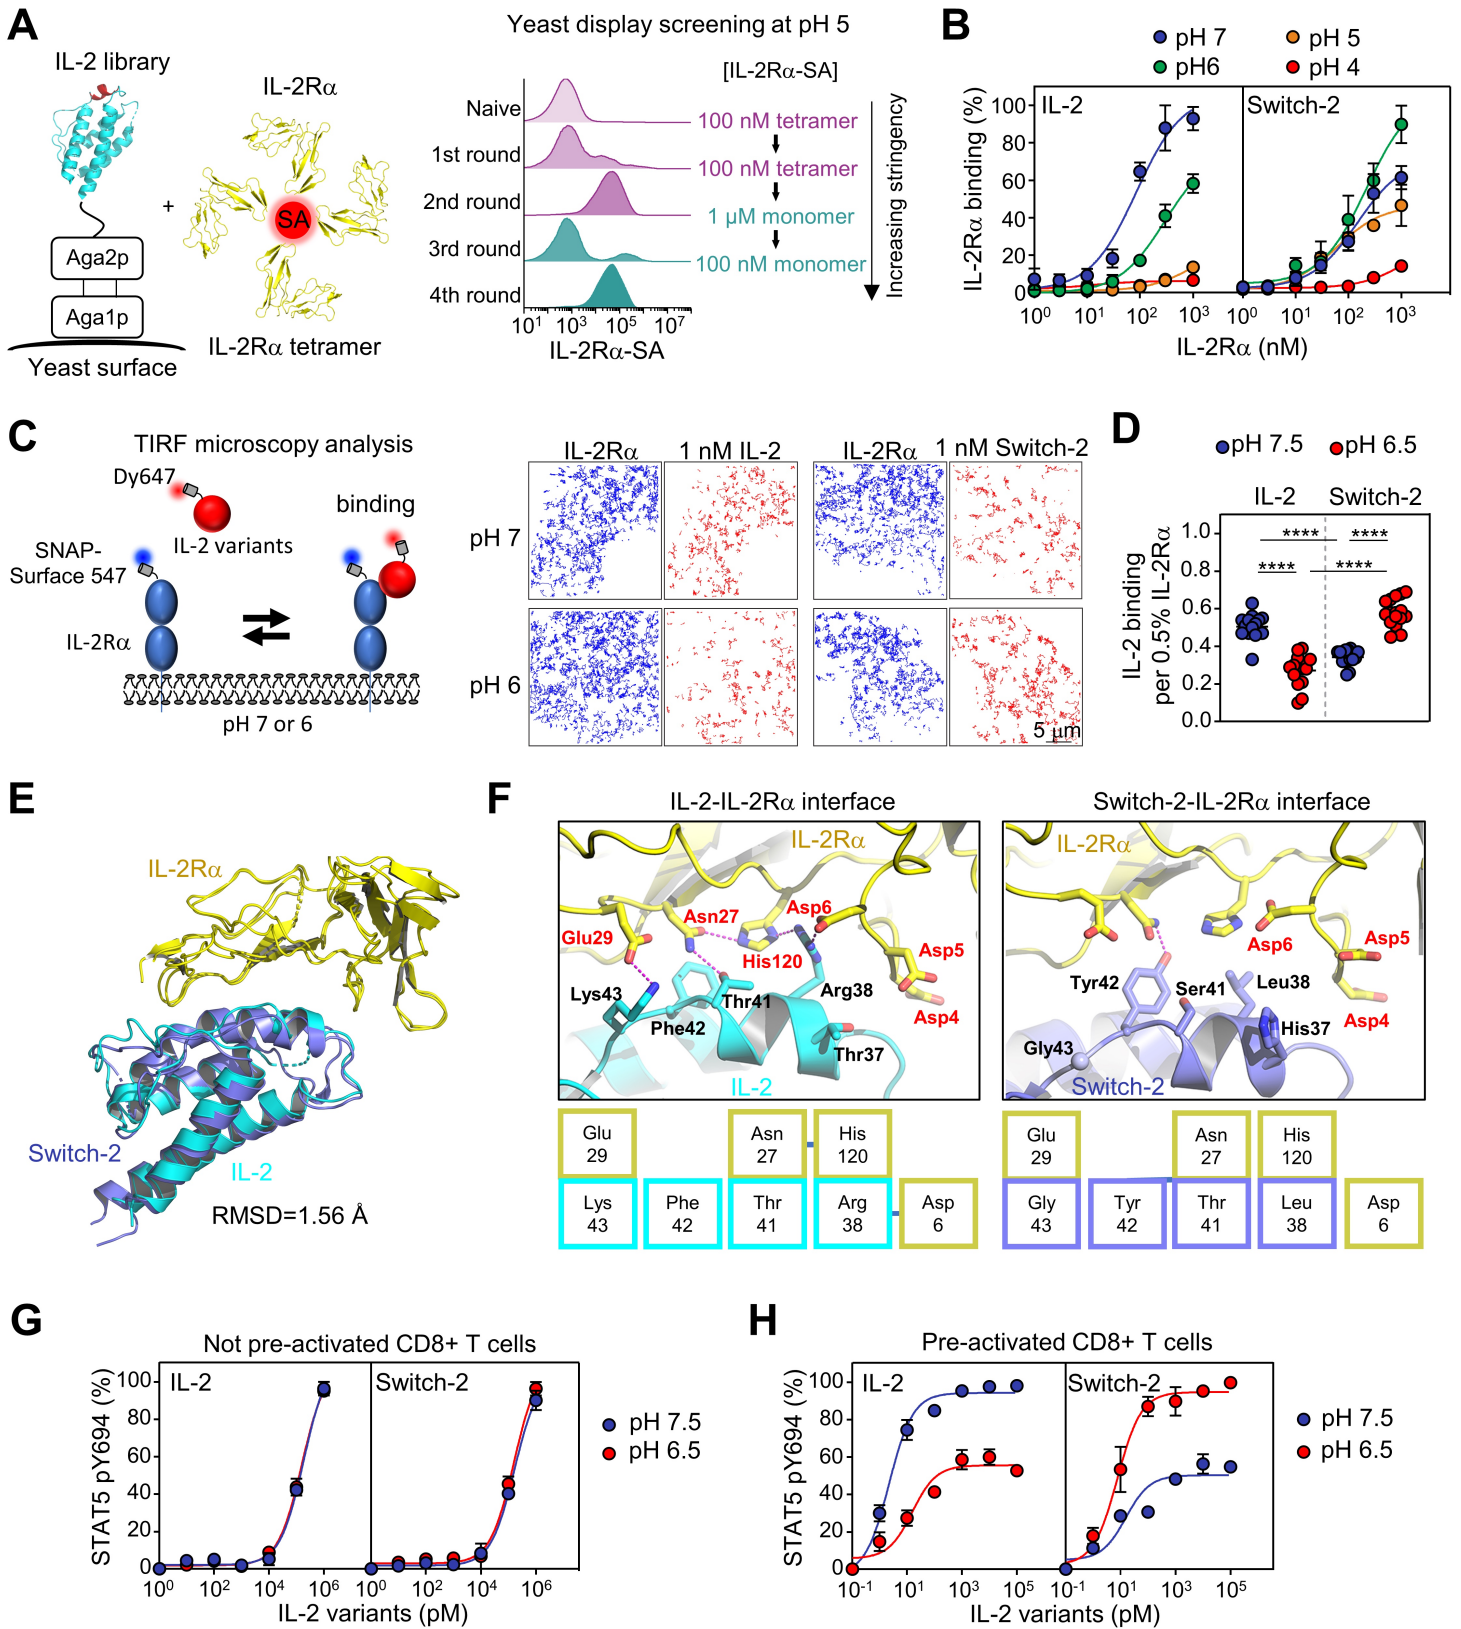 A
Yeast display screening at pH 5
IL-2 library
IL-2Rα
+
SA
Aga2p
Aga1p
Yeast surface
IL-2Rα tetramer
[IL-2Rα-SA]
Naive
100 nM tetramer
1st round
100 nM tetramer
2nd round
1 µM monomer
3rd round
100 nM monomer
4th round
10¹ 10³ 10⁵ 10⁷
IL-2Rα-SA
Increasing stringency
B
pH 7
pH 5
pH6
pH 4
IL-2
Switch-2
IL-2Rα binding (%)
100
80
60
40
20
0
10⁰ 10¹ 10² 10³
10⁰ 10¹ 10² 10³
IL-2Rα (nM)
C
TIRF microscopy analysis
Dy647
binding
SNAP-
Surface 547
IL-2 variants
IL-2Rα
pH 7 or 6
IL-2Rα
1 nM IL-2
IL-2Rα
1 nM Switch-2
pH 7
pH 6
5 µm
D
pH 7.5
pH 6.5
IL-2
Switch-2
IL-2 binding
per 0.5% IL-2Rα
1.0
0.8
0.6
0.4
0.2
0.0
****
****
****
****
E
IL-2Rα
Switch-2
IL-2
RMSD=1.56 Å
F
IL-2-IL-2Rα interface
IL-2Rα
Asn27
Asp6
Glu29
His120
Asp5
Lys43
Thr41
Arg38
Asp4
Phe42
Thr37
IL-2
Switch-2-IL-2Rα interface
IL-2Rα
Asp6
Asp5
Tyr42
Ser41
Leu38
Asp4
Gly43
His37
Switch-2
Glu
29
Asn
27
His
120
Lys
43
Phe
42
Thr
41
Arg
38
Asp
6
Glu
29
Asn
27
His
120
Gly
43
Tyr
42
Thr
41
Leu
38
Asp
6
G
Not pre-activated CD8+ T cells
IL-2
Switch-2
STAT5 pY694 (%)
100
80
60
40
20
0
10⁰ 10² 10⁴ 10⁶
10⁰ 10² 10⁴ 10⁶
IL-2 variants (pM)
pH 7.5
pH 6.5
H
Pre-activated CD8+ T cells
IL-2
Switch-2
STAT5 pY694 (%)
100
80
60
40
20
0
10⁻¹ 10¹ 10³ 10⁵
10⁻¹ 10¹ 10³ 10⁵
IL-2 variants (pM)
pH 7.5
pH 6.5